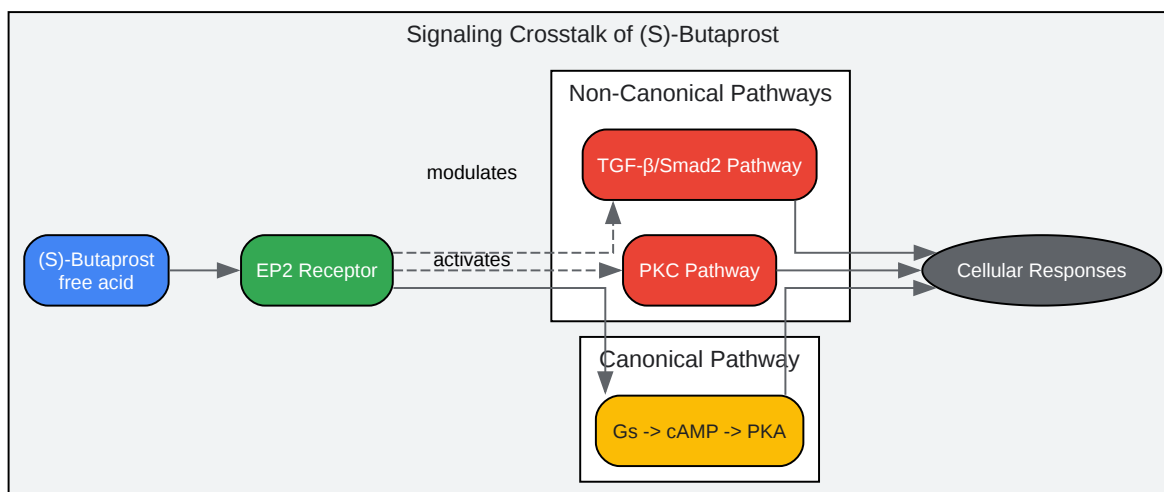 Signaling Crosstalk of (S)-Butaprost
Non-Canonical Pathways
TGF-β/Smad2 Pathway
modulates
(S)-Butaprost
free acid
EP2 Receptor
activates
PKC Pathway
Cellular Responses
Canonical Pathway
Gs -> cAMP -> PKA